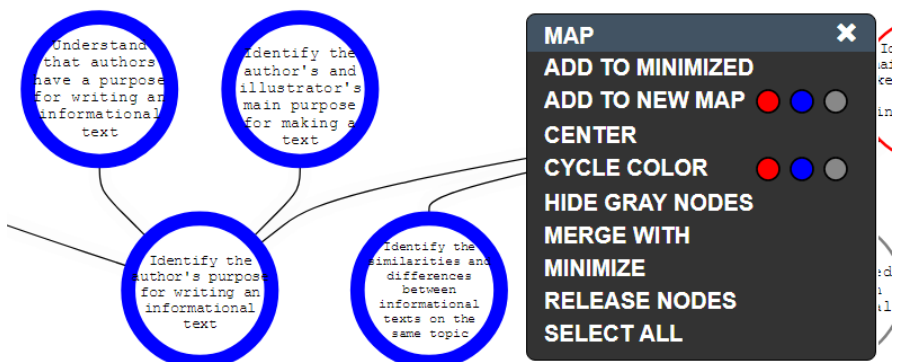 Understand
that authors
have a purpose
for writing an
informational
text
Identify the
author's and
illustrator's
main purpose
for making a
text
Identify the
author's purpose
for writing an
informational
text
Identify the
similarities and
differences
between
informational
texts on the
same topic
MAP
ADD TO MINIMIZED
ADD TO NEW MAP
CENTER
CYCLE COLOR
HIDE GRAY NODES
MERGE WITH
MINIMIZE
RELEASE NODES
SELECT ALL